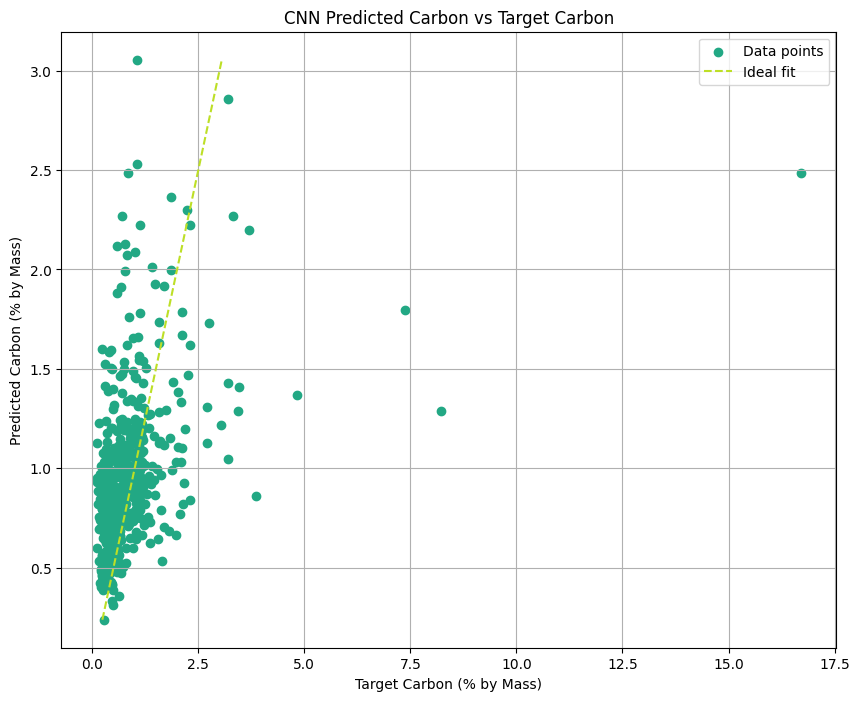 CNN Predicted Carbon vs Target Carbon
Data points
Ideal fit
3.0
2.5
2.0
1.5
1.0
0.5
Predicted Carbon (% by Mass)
0.0
2.5
5.0
7.5
10.0
12.5
15.0
17.5
Target Carbon (% by Mass)